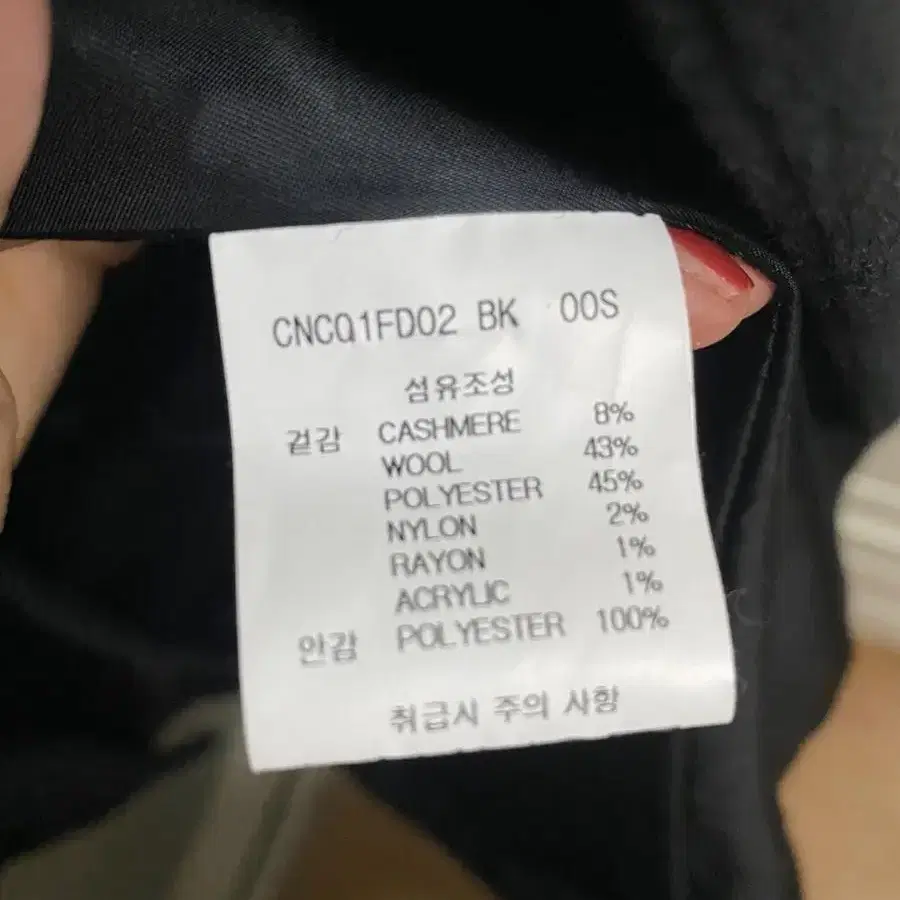 CNCQ1FD02 BK 00S
섬유조성
겉감 CASHMERE 8%
WOOL 43%
POLYESTER 45%
NYLON 2%
RAYON 1%
ACRYLIC 1%
안감 POLYESTER 100%
취급시 주의 사항